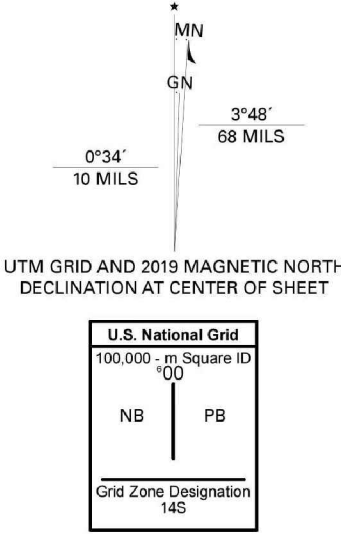 ★
MN
GN
3°48´
68 MILS
0°34´
10 MILS
UTM GRID AND 2019 MAGNETIC NORTH
DECLINATION AT CENTER OF SHEET
U.S. National Grid
100,000 - m Square ID
⁶00
NB PB
Grid Zone Designation
14S